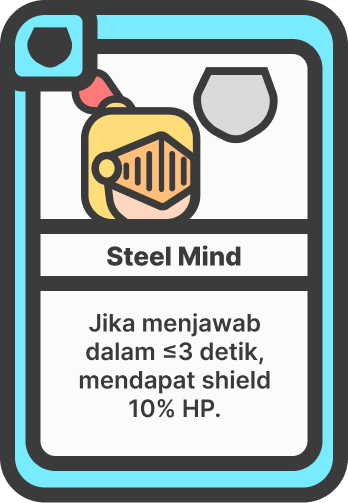 Steel Mind
Jika menjawab
dalam ≤3 detik,
mendapat shield
10% HP.